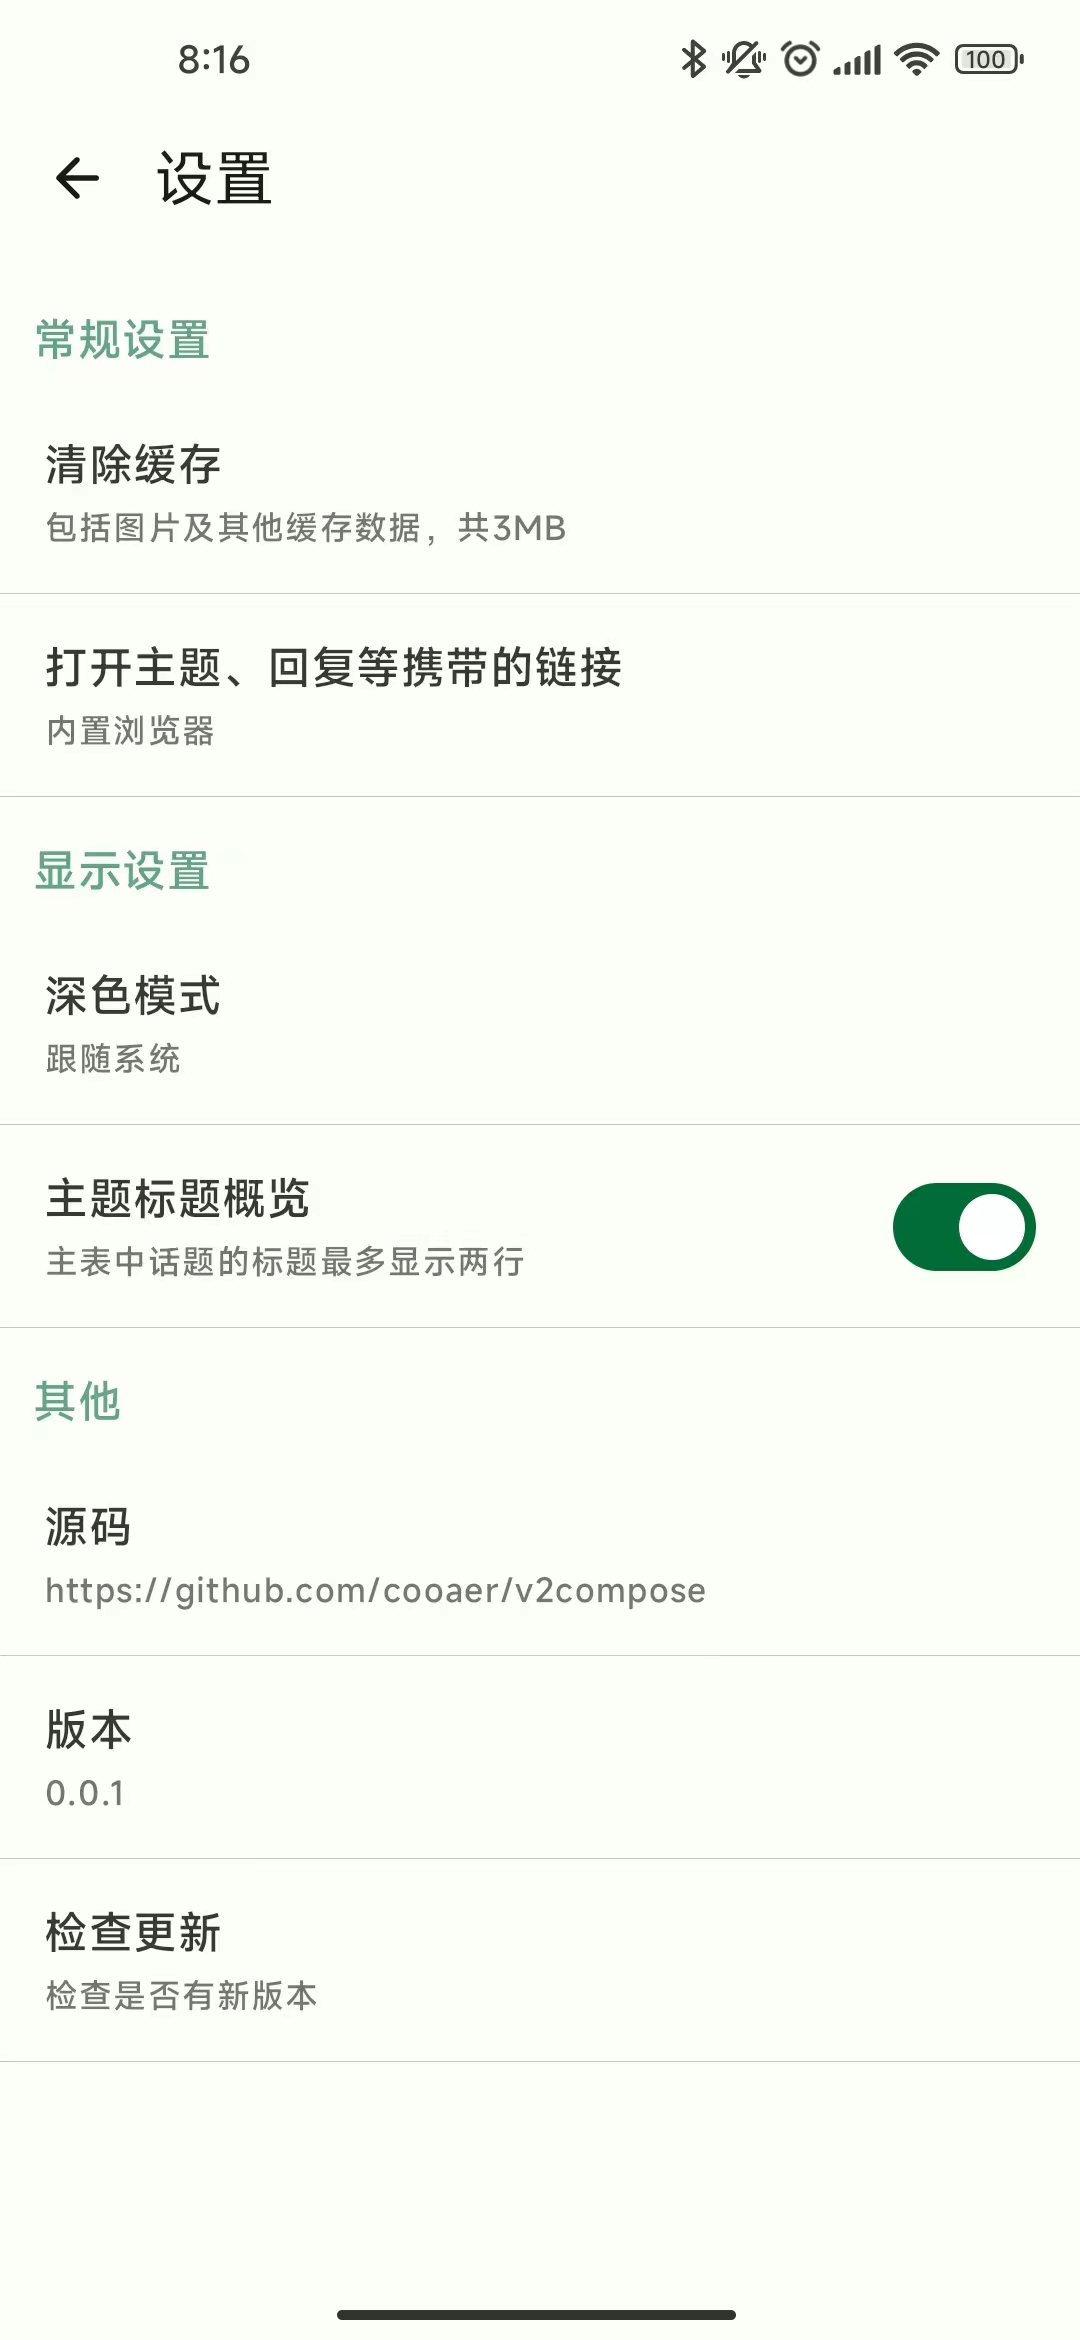 8:16
100
设置
常规设置
清除缓存
包括图片及其他缓存数据，共3MB
打开主题、回复等携带的链接
内置浏览器
显示设置
深色模式
跟随系统
主题标题概览
主表中话题的标题最多显示两行
其他
源码
https://github.com/cooaer/v2compose
版本
0.0.1
检查更新
检查是否有新版本